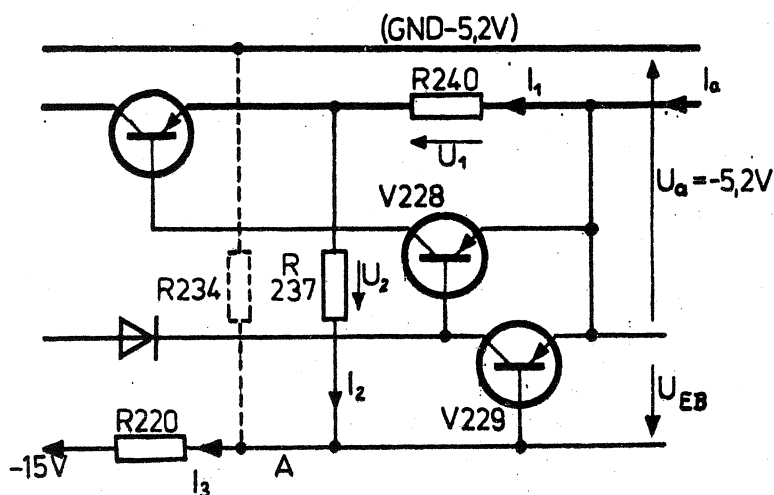 (GND-5,2V)
R240
I1
Ia
U1
Ua=-5,2V
V228
R234
R
237
U2
I2
UEB
V229
R220
-15V
I3
A